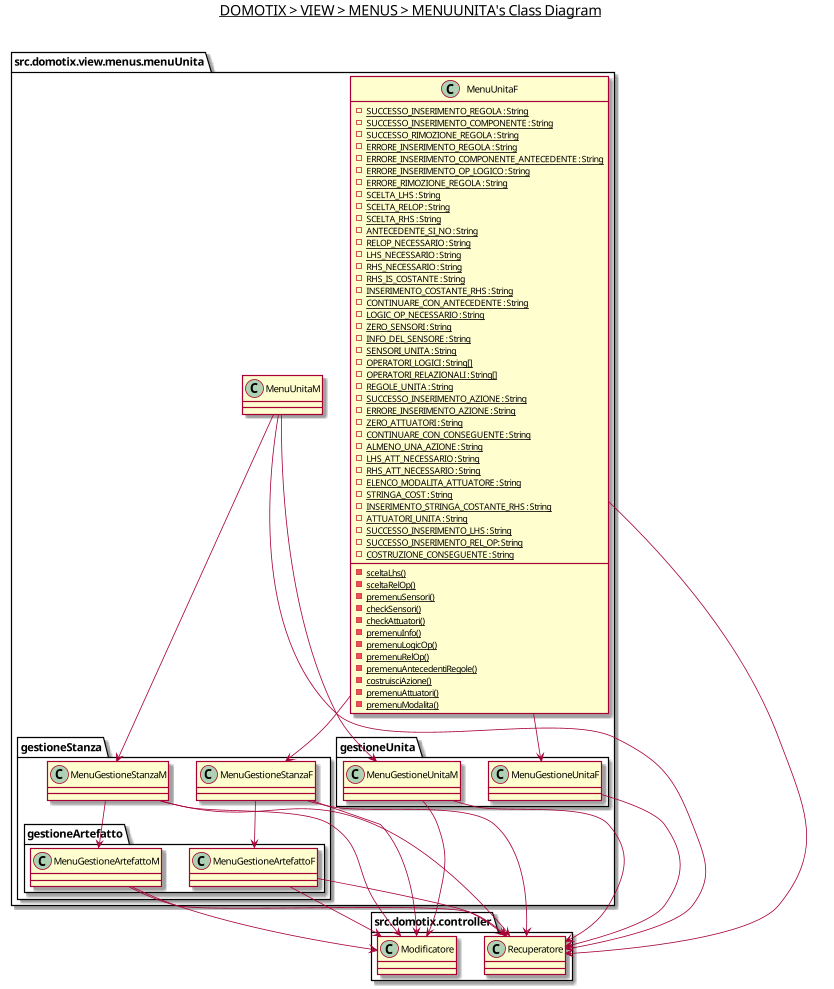 DOMOTIX > VIEW > MENUS > MENUUNITA's Class Diagram
src.domotix.view.menus.menuUnita
C MenuUnitaF
SUCCESSO_INSERIMENTO_REGOLA : String
SUCCESSO_INSERIMENTO_COMPONENTE : String
SUCCESSO_RIMOZIONE_REGOLA : String
ERRORE_INSERIMENTO_REGOLA : String
ERRORE_INSERIMENTO_COMPONENTE_ANTECEDENTE : String
ERRORE_INSERIMENTO_OP_LOGICO : String
ERRORE_RIMOZIONE_REGOLA : String
SCELTA_LHS : String
SCELTA_RELOP : String
SCELTA_RHS : String
ANTECEDENTE_SI_NO : String
RELOP_NECESSARIO : String
LHS_NECESSARIO : String
RHS_NECESSARIO : String
RHS_IS_COSTANTE : String
INSERIMENTO_COSTANTE_RHS : String
CONTINUARE_CON_ANTECEDENTE : String
LOGIC_OP_NECESSARIO : String
ZERO_SENSORI : String
INFO_DEL_SENSORE : String
SENSORI_UNITA : String
OPERATORI_LOGICI : String[]
OPERATORI_RELAZIONALI : String[]
REGOLE_UNITA : String
SUCCESSO_INSERIMENTO_AZIONE : String
ERRORE_INSERIMENTO_AZIONE : String
ZERO_ATTUATORI : String
CONTINUARE_CON_CONSEGUENTE : String
ALMENO_UNA_AZIONE : String
LHS_ATT_NECESSARIO : String
RHS_ATT_NECESSARIO : String
ELENCO_MODALITA_ATTUATORE : String
STRINGA_COST : String
INSERIMENTO_STRINGA_COSTANTE_RHS : String
ATTUATORI_UNITA : String
SUCCESSO_INSERIMENTO_LHS : String
SUCCESSO_INSERIMENTO_REL_OP: String
COSTRUZIONE_CONSEGUENTE : String
sceltaLhs()
sceltaRelOp()
premenuSensori()
checkSensori()
checkAttuatori()
premenuInfo()
premenuLogicOp()
premenuRelOp()
premenuAntecedentiRegole()
costruisciAzione()
premenuAttuatori()
premenuModalita()
C MenuUnitaM
gestioneStanza
C MenuGestioneStanzaM
C MenuGestioneStanzaF
gestioneUnita
C MenuGestioneUnitaM
C MenuGestioneUnitaF
gestioneArtefatto
C MenuGestioneArtefattoM
C MenuGestioneArtefattoF
src.domotix.controller
C Modificatore
C Recuperatore